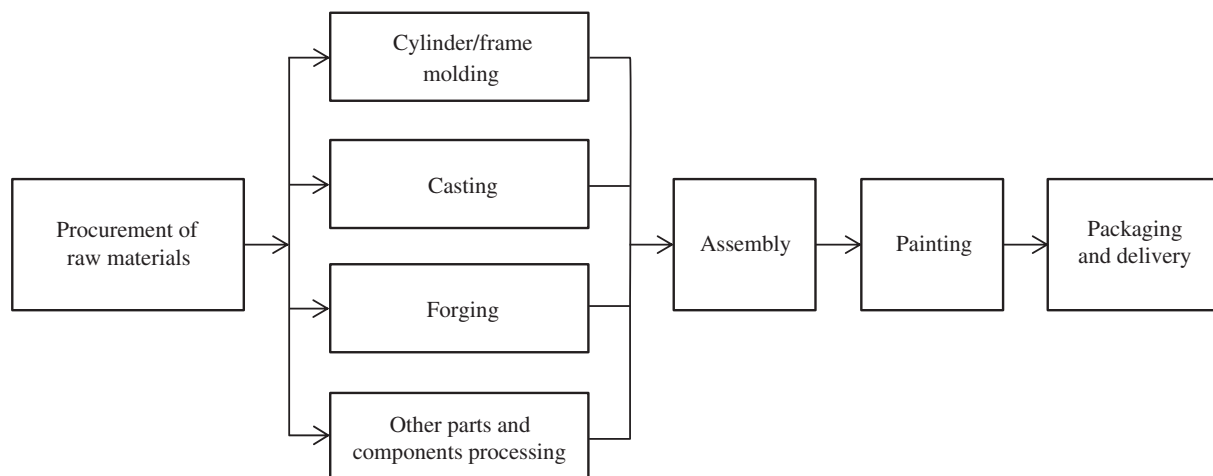 Procurement of
raw materials
Cylinder/frame
molding
Casting
Forging
Other parts and
components processing
Assembly
Painting
Packaging
and delivery